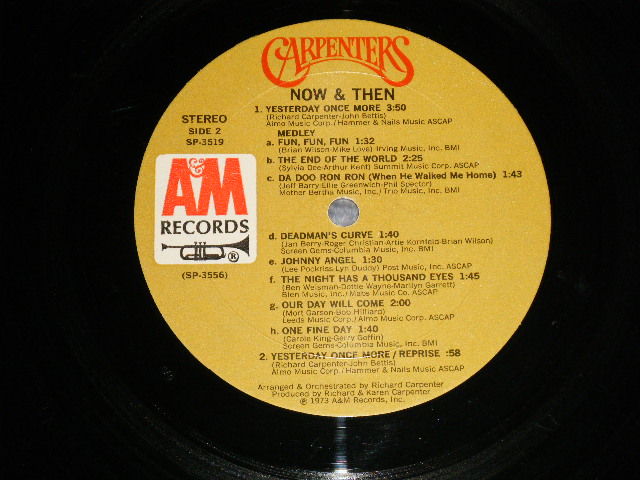 CARPENTERS
NOW & THEN
STEREO
SIDE 2
SP-3519
1. YESTERDAY ONCE MORE 3:50
(Richard Carpenter-John Bettis)
Almo Music Corp./Hammer & Nails Music ASCAP
MEDLEY
a. FUN, FUN, FUN 1:32
(Brian Wilson-Mike Love) Irving Music, Inc. BMI
b. THE END OF THE WORLD 2:25
(Sylvia Dee-Arthur Kent) Summit Music Corp. ASCAP
c. DA DOO RON RON (When He Walked Me Home) 1:43
(Jeff Barry-Ellie Greenwich-Phil Spector)
Mother Bertha Music, Inc./Trio Music, Inc. BMI
A&M
RECORDS
®
(SP-3556)
d. DEADMAN'S CURVE 1:40
(Jan Berry-Roger Christian-Artie Kornfeld-Brian Wilson)
Screen Gems-Columbia Music, Inc. BMI
e. JOHNNY ANGEL 1:30
(Lee Pockriss-Lyn Duddy) Post Music, Inc. ASCAP
f. THE NIGHT HAS A THOUSAND EYES 1:45
(Ben Weisman-Dottie Wayne-Marilyn Garrett)
Blen Music, Inc./Mabs Music Co. ASCAP
g. OUR DAY WILL COME 2:00
(Mort Garson-Bob Hilliard)
Leeds Music Corp./Almo Music Corp. ASCAP
h. ONE FINE DAY 1:40
(Carole King-Gerry Goffin)
Screen Gems-Columbia Music, Inc. BMI
2. YESTERDAY ONCE MORE/REPRISE :58
(Richard Carpenter-John Bettis)
Almo Music Corp./Hammer & Nails Music ASCAP
Arranged & Orchestrated by Richard Carpenter
Produced by Richard & Karen Carpenter
℗ 1973 A&M Records, Inc.